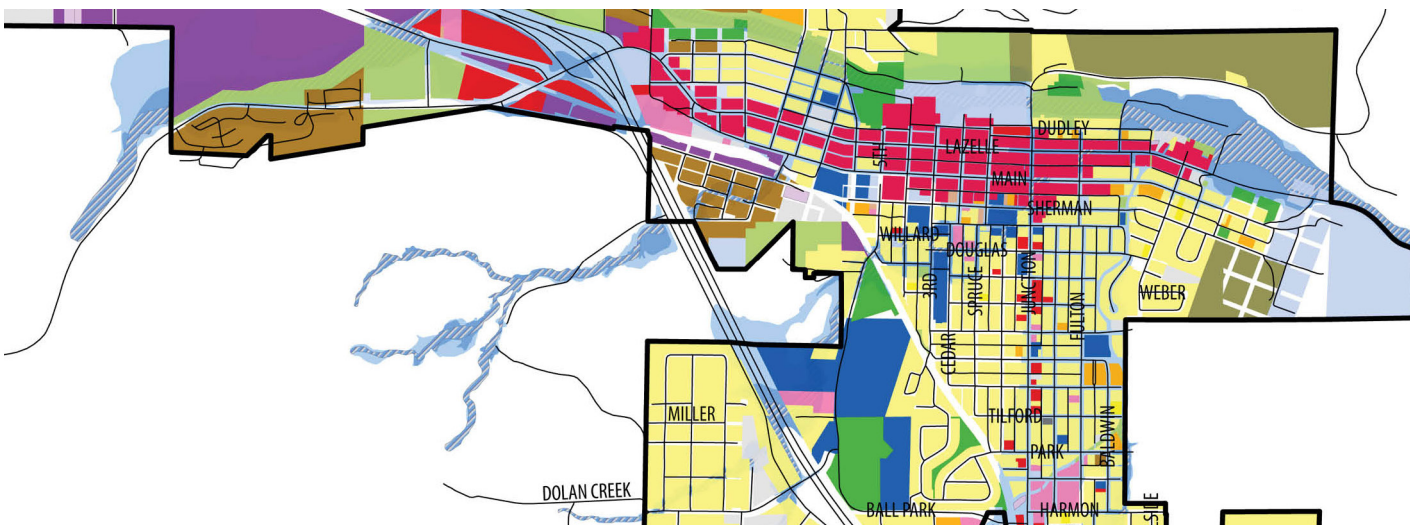 DUDLEY
LAZELLE
5TH
MAIN
SHERMAN
WILLARD
DOUGLAS
3RD
SPRUCE
JUNCTION
FULTON
WEBER
CEDAR
MILLER
TILFORD
BALDWIN
PARK
DOLAN CREEK
BALL PARK
HARMON
SIDE